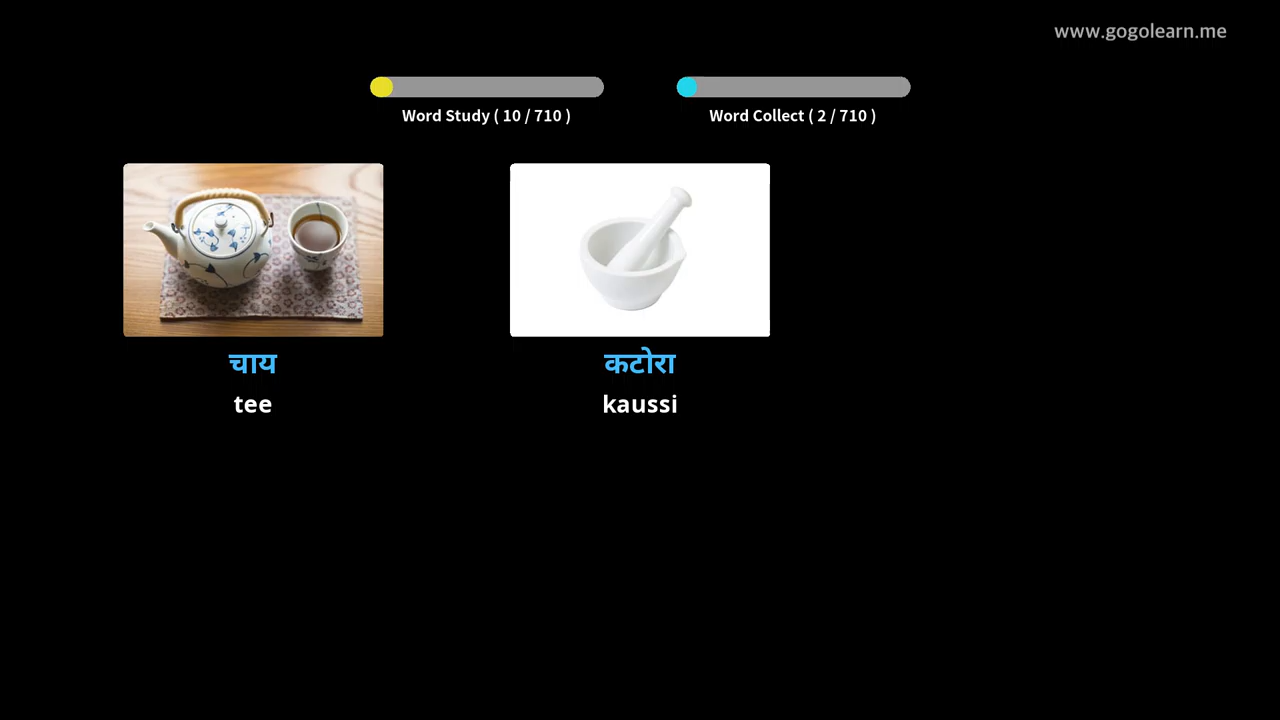 www.gogolearn.me
Word Study ( 10 / 710 )
Word Collect ( 2 / 710 )
चाय
tee
कटोरा
kaussi